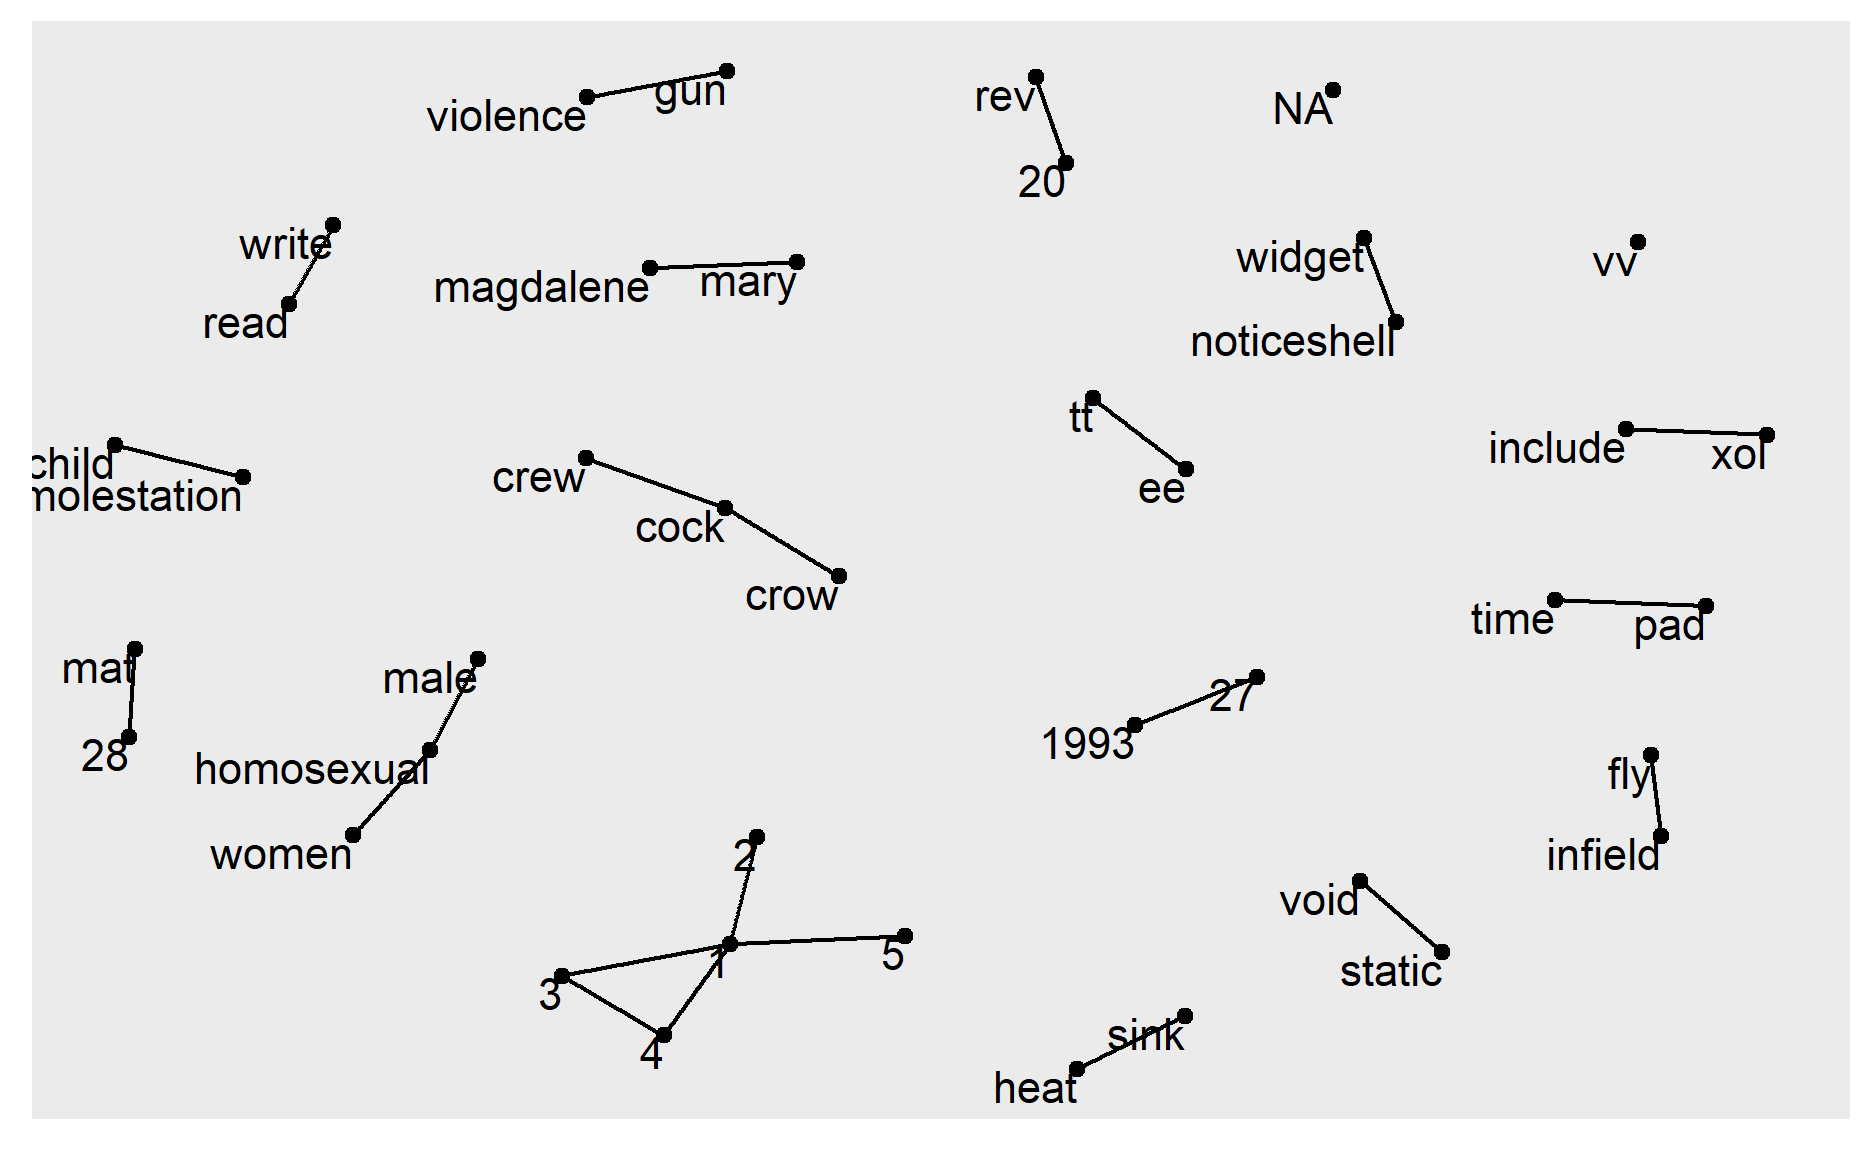 gun
violence
rev
NA
20
write
magdalene
mary
widget
vv
read
noticeshell
tt
include
xol
child
molestation
crew
ee
cock
crow
time
pad
mat
male
27
1993
28
homosexual
fly
women
2
infield
void
1
5
3
static
4
sink
heat